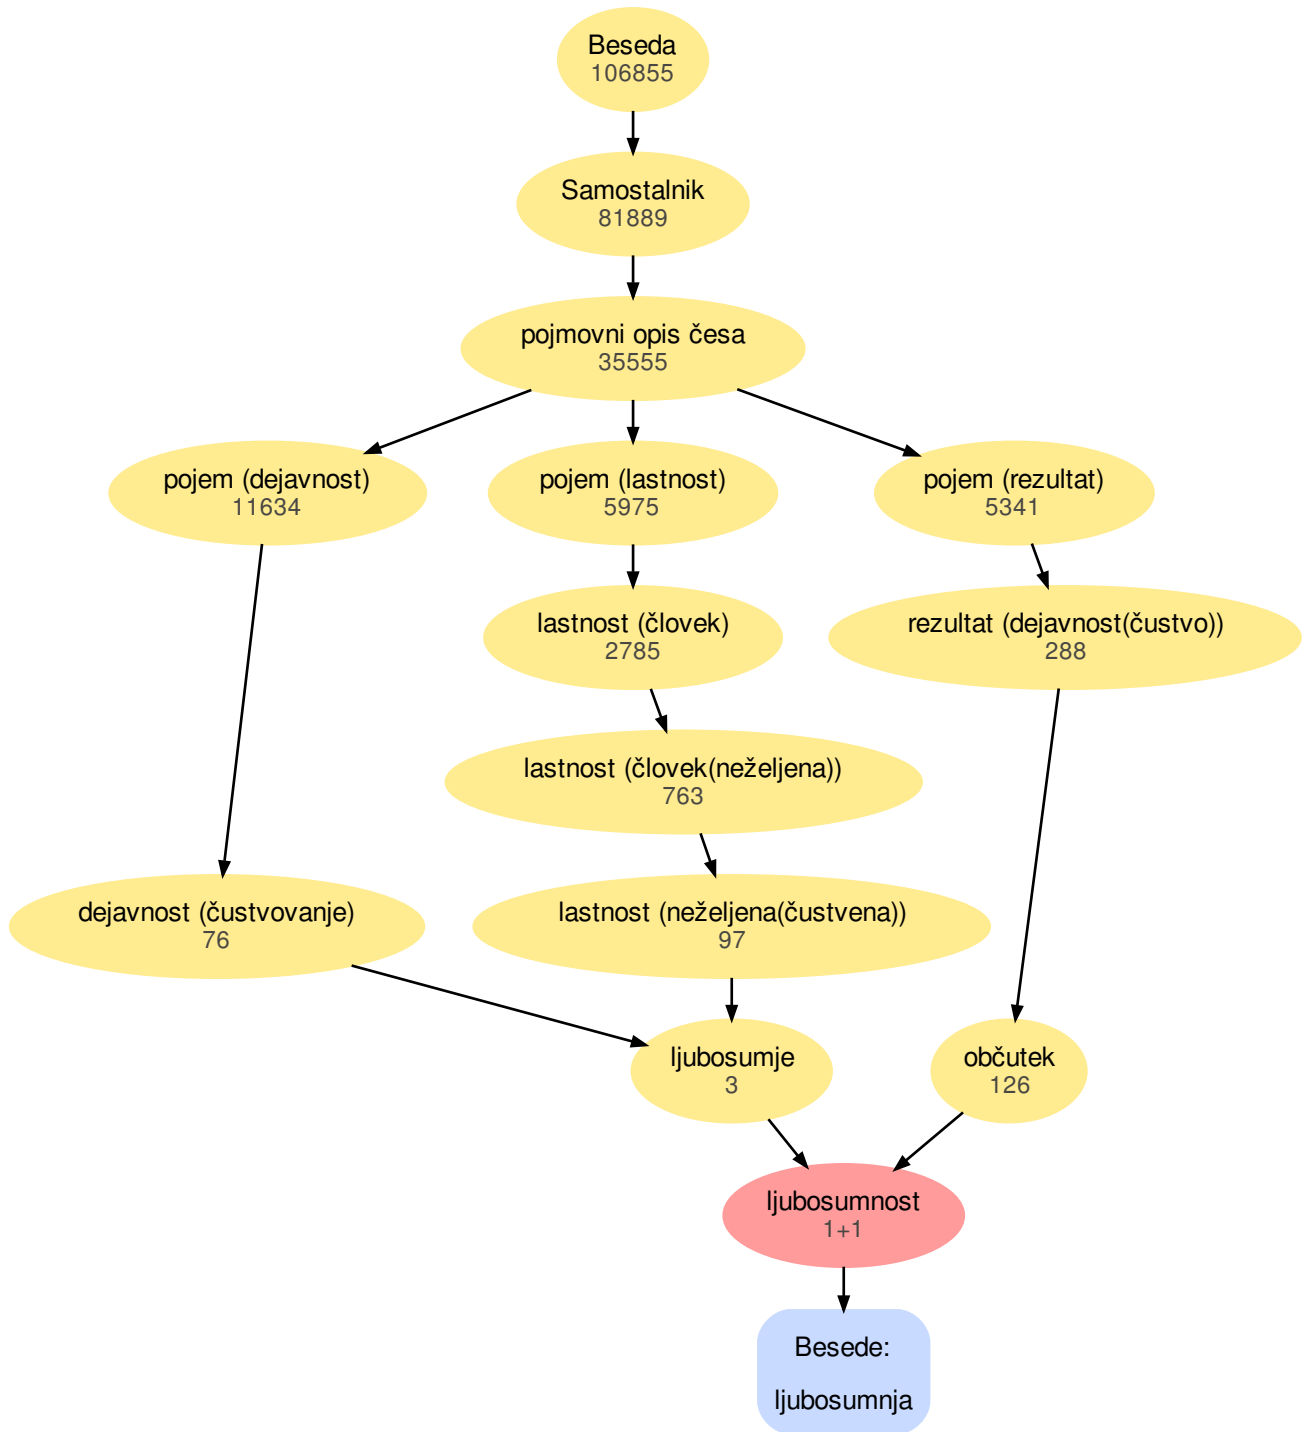 Beseda
106855
Samostalnik
81889
pojmovni opis česa
35555
pojem (dejavnost)
11634
pojem (lastnost)
5975
pojem (rezultat)
5341
lastnost (človek)
2785
rezultat (dejavnost(čustvo))
288
lastnost (človek(neželjena))
763
dejavnost (čustvovanje)
76
lastnost (neželjena(čustvena))
97
ljubosumje
3
občutek
126
ljubosumnost
1+1
Besede:
ljubosumnja